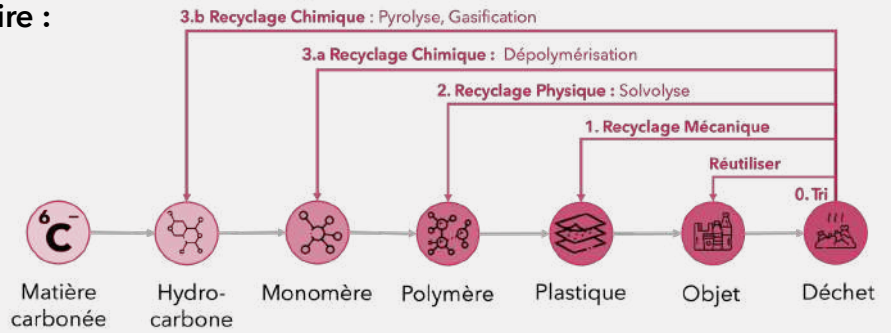 ire :
3.b Recyclage Chimique : Pyrolyse, Gasification
3.a Recyclage Chimique : Dépolymérisation
2. Recyclage Physique : Solvolyse
1. Recyclage Mécanique
Réutiliser
0. Tri
6 –
C
Matière carbonée
Hydro-carbone
Monomère
Polymère
Plastique
Objet
Déchet